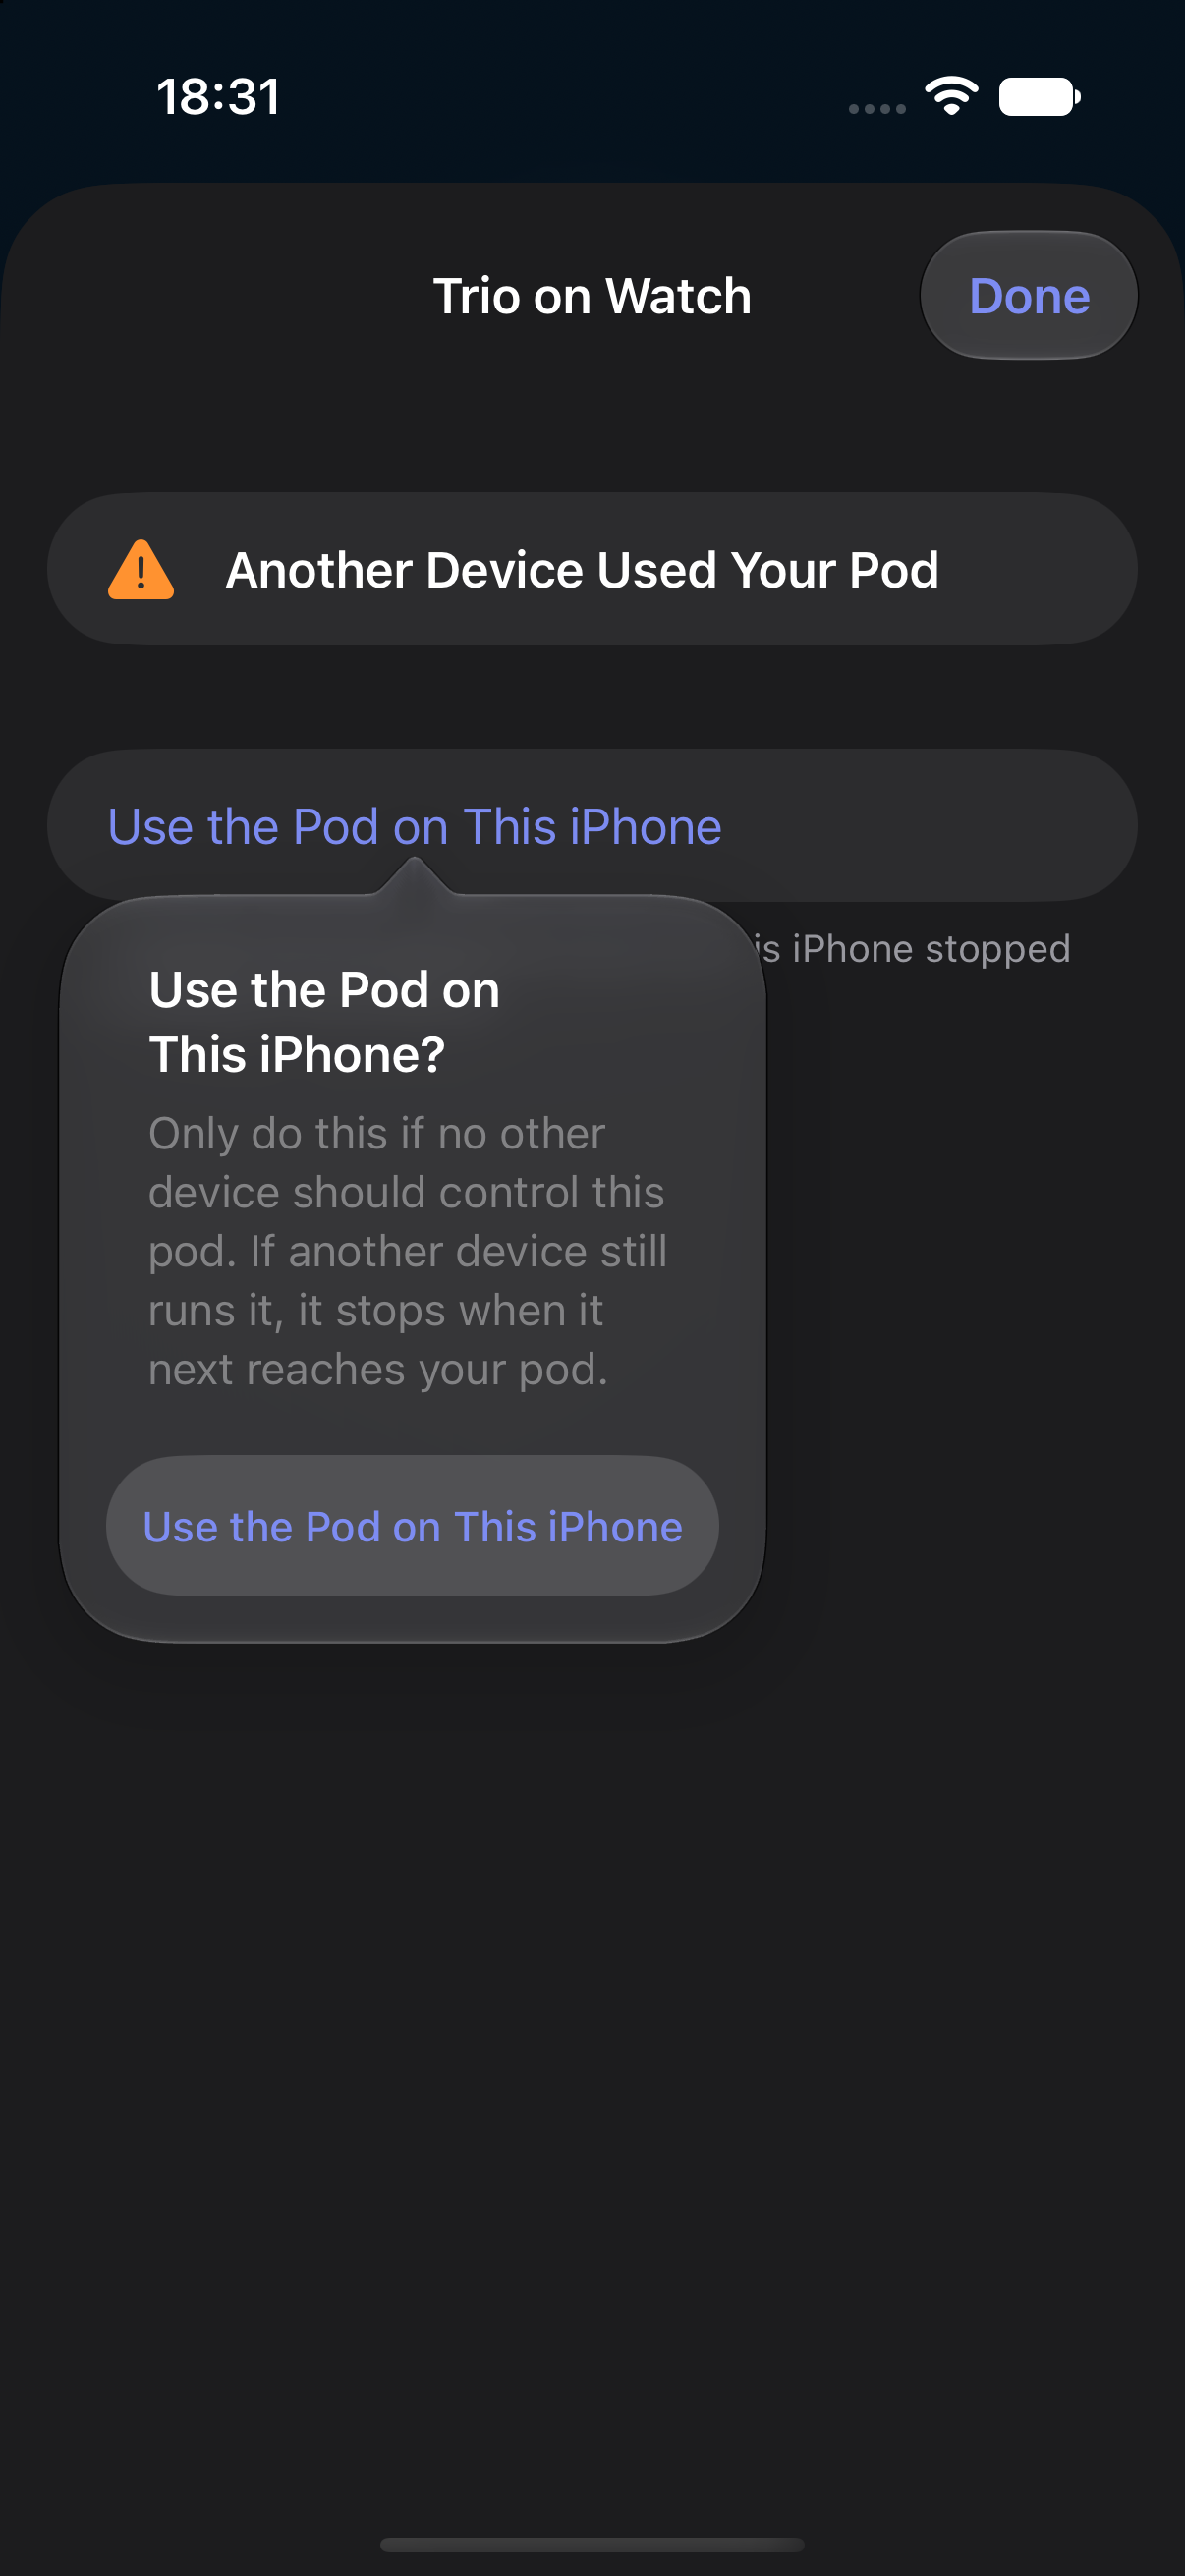 18:31
Trio on Watch
Done
Another Device Used Your Pod
Use the Pod on This iPhone
iPhone stopped
Use the Pod on
This iPhone?
Only do this if no other
device should control this
pod. If another device still
runs it, it stops when it
next reaches your pod.
Use the Pod on This iPhone